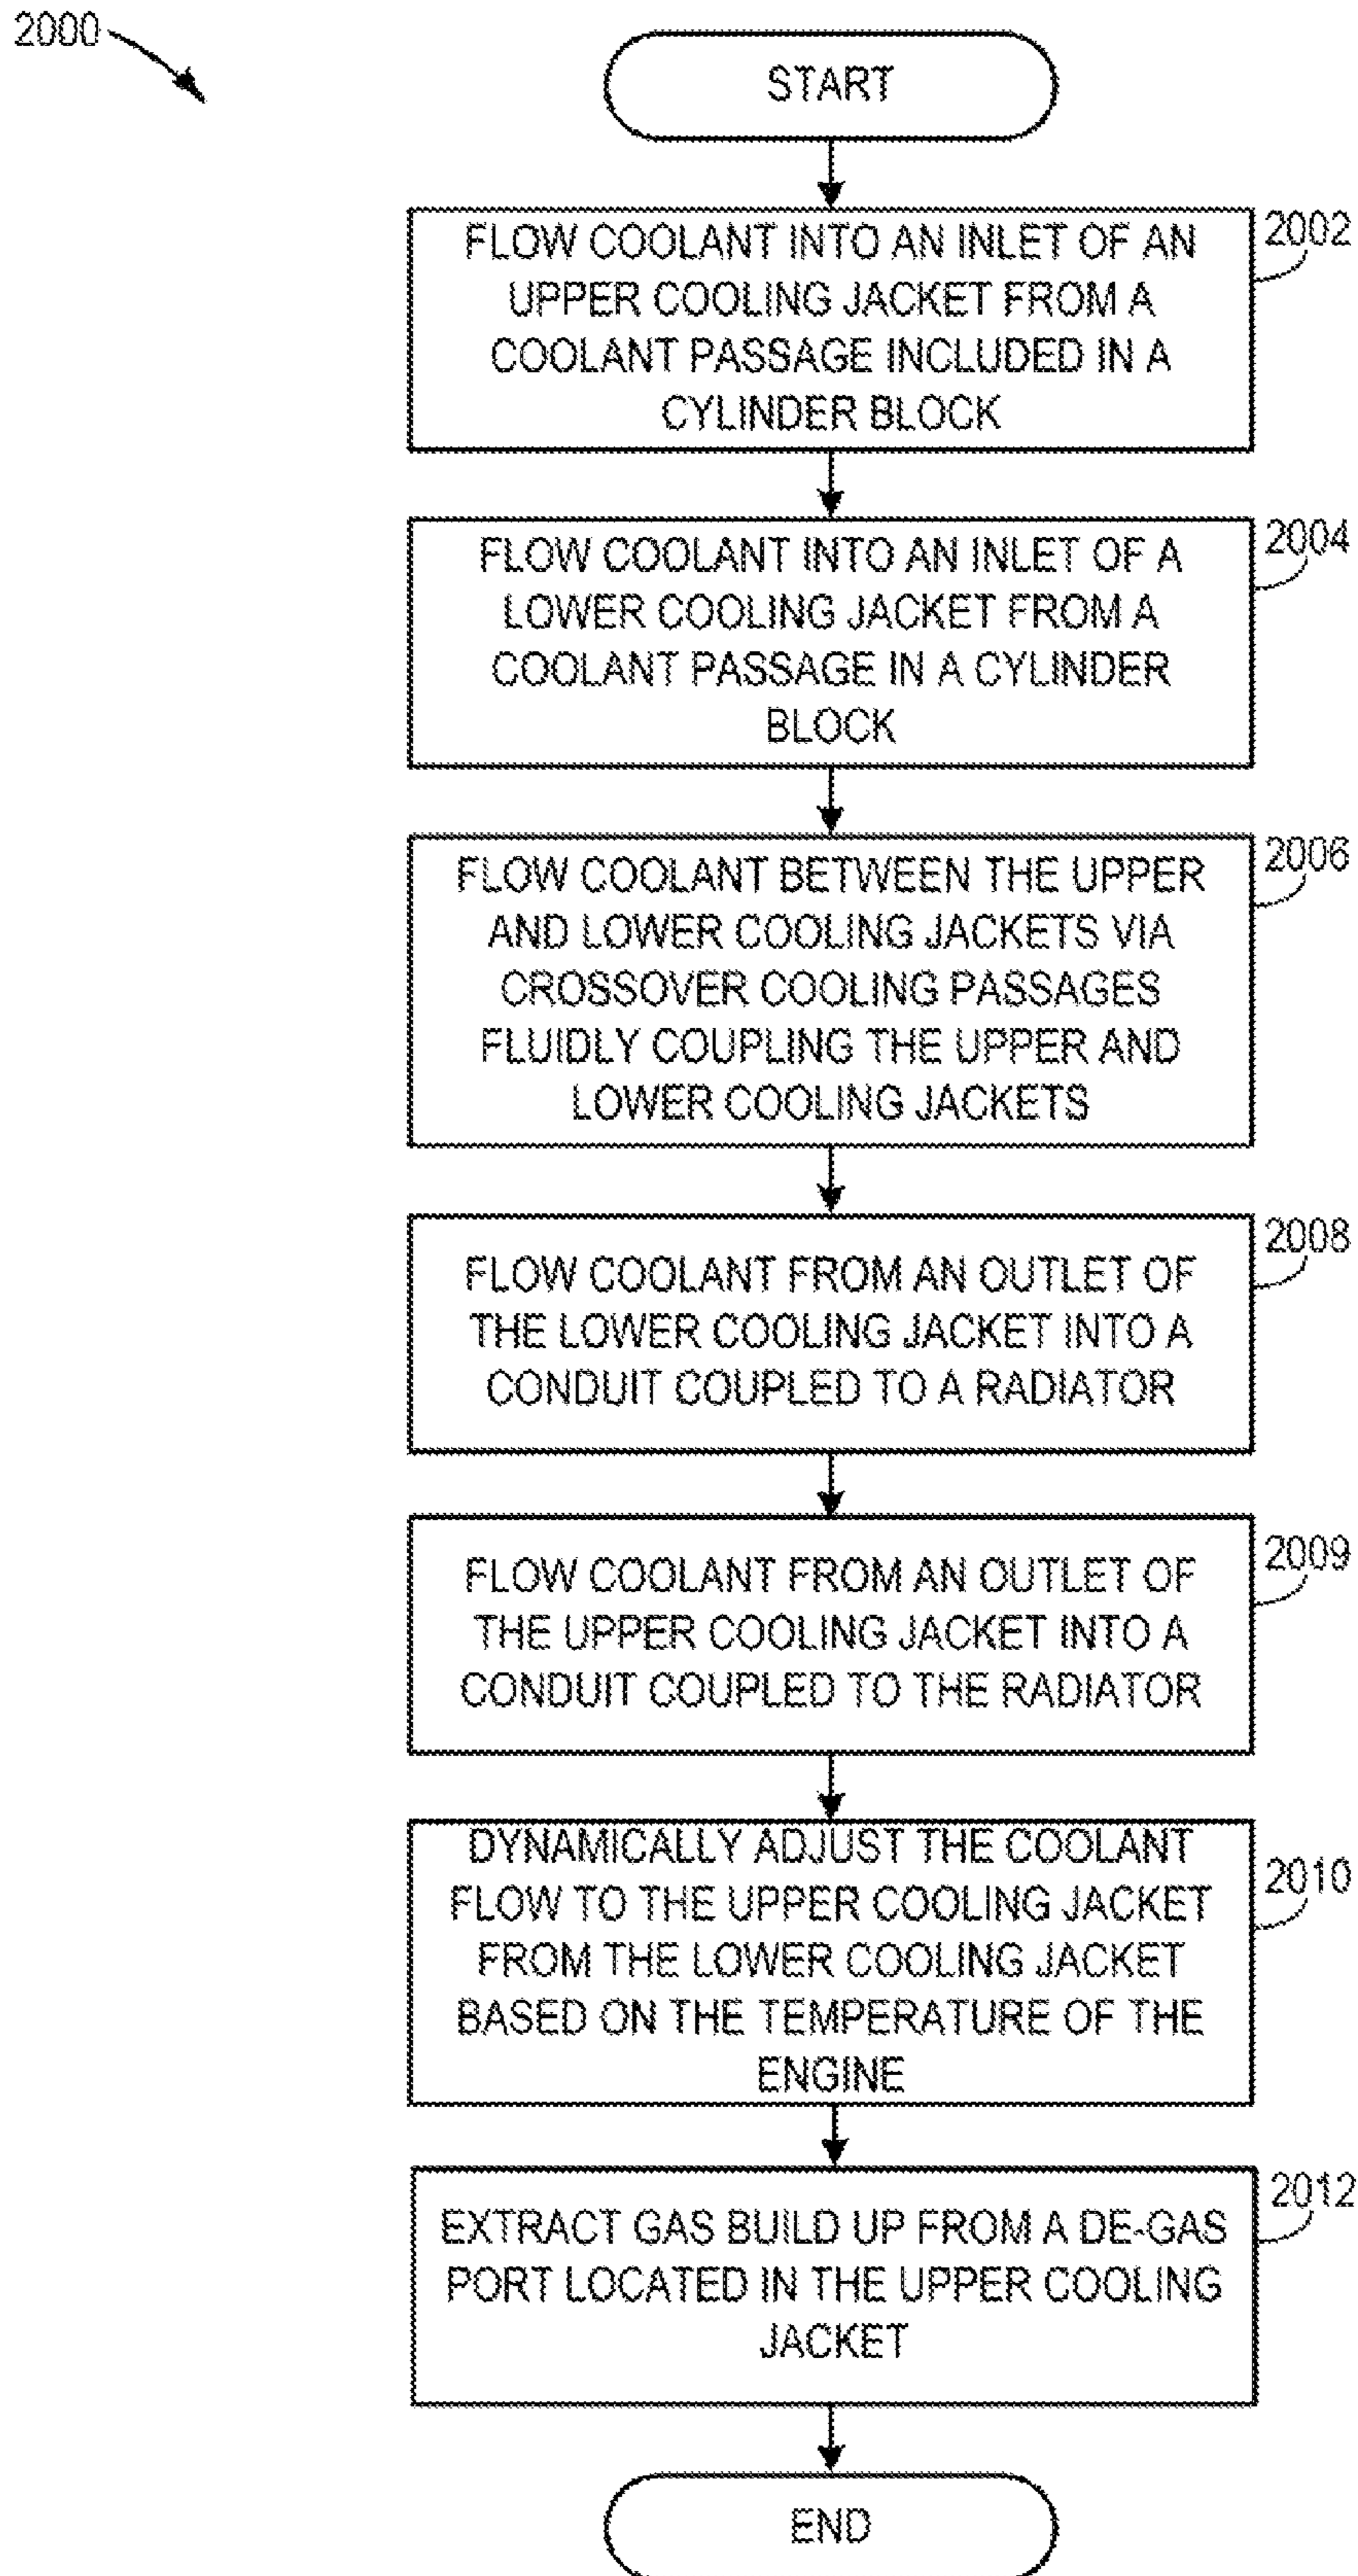 2000
START
FLOW COOLANT INTO AN INLET OF AN
UPPER COOLING JACKET FROM A
COOLANT PASSAGE INCLUDED IN A
CYLINDER BLOCK
2002
FLOW COOLANT INTO AN INLET OF A
LOWER COOLING JACKET FROM A
COOLANT PASSAGE IN A CYLINDER
BLOCK
2004
FLOW COOLANT BETWEEN THE UPPER
AND LOWER COOLING JACKETS VIA
CROSSOVER COOLING PASSAGES
FLUIDLY COUPLING THE UPPER AND
LOWER COOLING JACKETS
2006
FLOW COOLANT FROM AN OUTLET OF
THE LOWER COOLING JACKET INTO A
CONDUIT COUPLED TO A RADIATOR
2008
FLOW COOLANT FROM AN OUTLET OF
THE UPPER COOLING JACKET INTO A
CONDUIT COUPLED TO THE RADIATOR
2009
DYNAMICALLY ADJUST THE COOLANT
FLOW TO THE UPPER COOLING JACKET
FROM THE LOWER COOLING JACKET
BASED ON THE TEMPERATURE OF THE
ENGINE
2010
EXTRACT GAS BUILD UP FROM A DE-GAS
PORT LOCATED IN THE UPPER COOLING
JACKET
2012
END